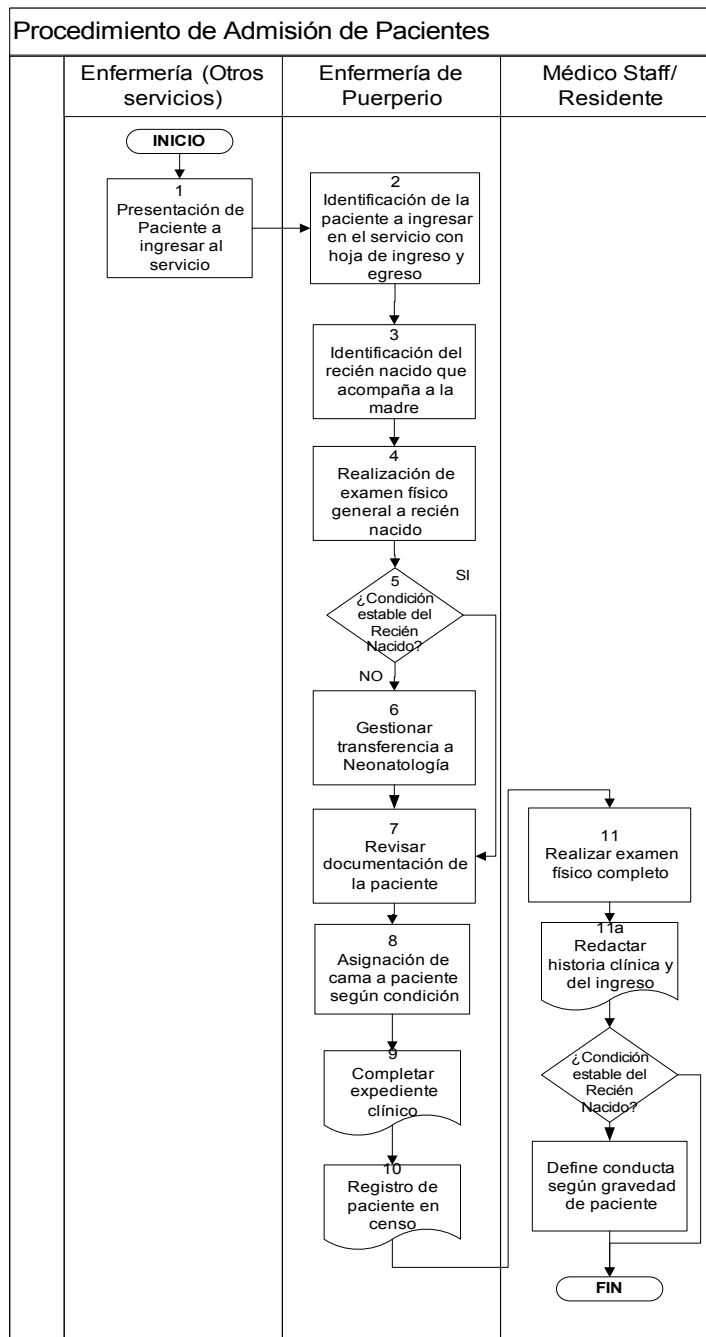 Procedimiento de Admisión de Pacientes
Enfermería (Otros
servicios)
Enfermería de
Puerperio
Médico Staff/
Residente
INICIO
1
Presentación de
Paciente a
ingresar al
servicio
2
Identificación de la
paciente a ingresar
en el servicio con
hoja de ingreso y
egreso
3
Identificación del
recién nacido que
acompaña a la
madre
4
Realización de
examen físico
general a recién
nacido
5
¿Condición
estable del
Recién
Nacido?
SI
NO
6
Gestionar
transferencia a
Neonatología
7
Revisar
documentación de
la paciente
8
Asignación de
cama a paciente
según condición
9
Completar
expediente
clínico
10
Registro de
paciente en
censo
11
Realizar examen
físico completo
11a
Redactar
historia clínica y
del ingreso
¿Condición
estable del
Recién
Nacido?
Define conducta
según gravedad
de paciente
FIN